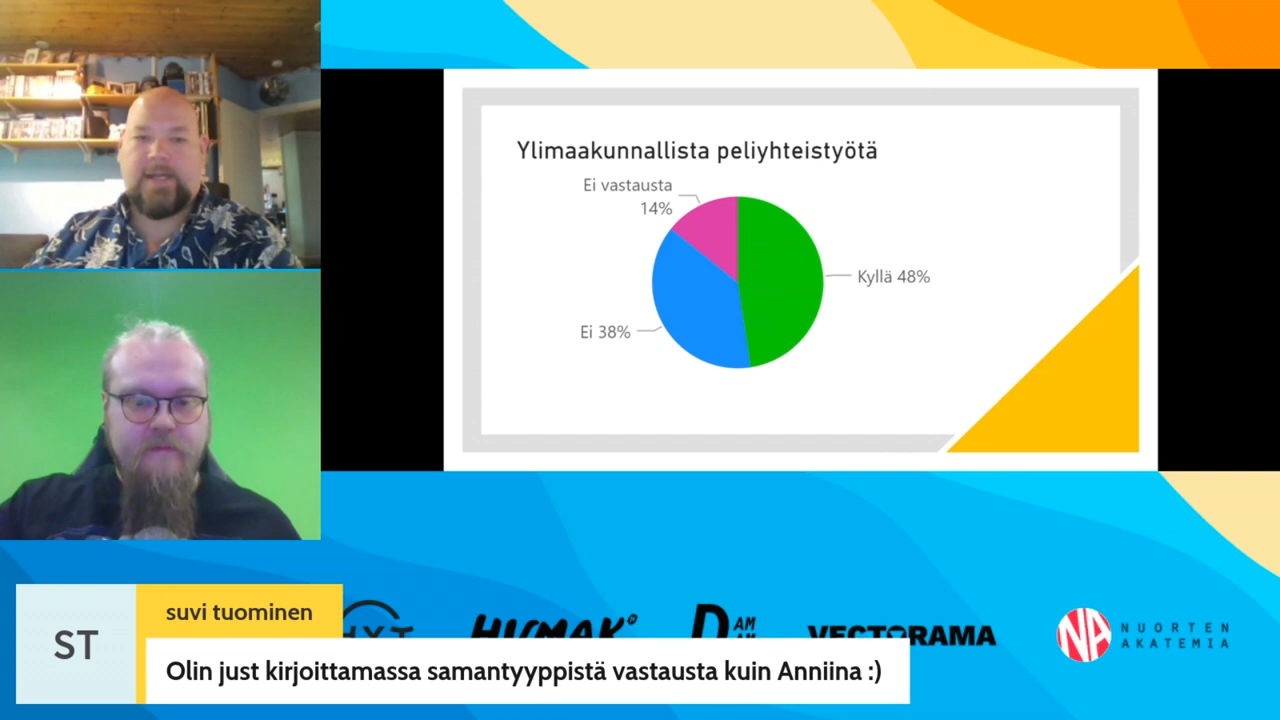 Ylimaakunnallista peliyhteistyötä
Ei vastausta
14%
Kyllä 48%
Ei 38%
suvi tuominen
ST
Olin just kirjoittamassa samantyyppistä vastausta kuin Anniina :)
VECTORAMA
NA
NUORTEN
AKATEMIA